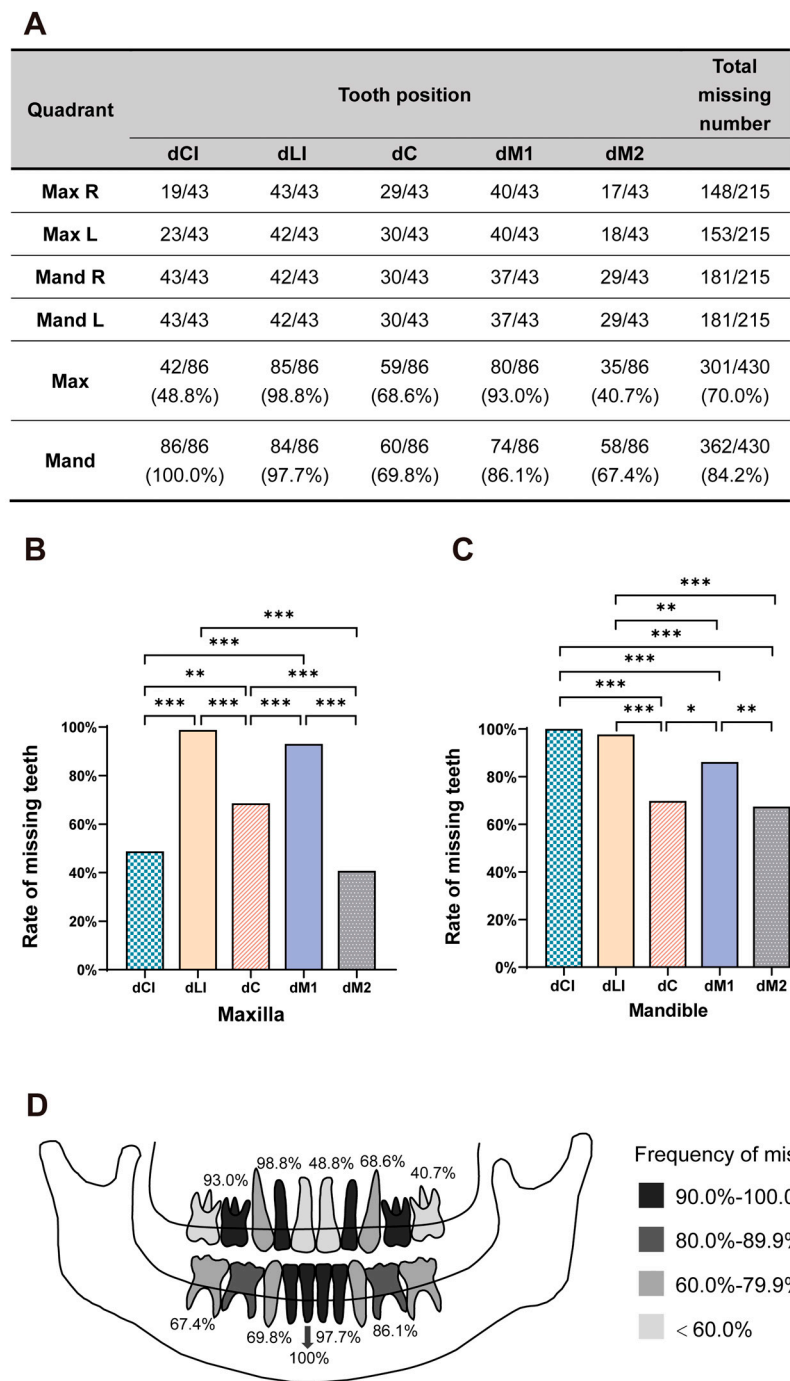 A
Quadrant Tooth position Total missing number
dCI dLI dC dM1 dM2
Max R 19/43 43/43 29/43 40/43 17/43 148/215
Max L 23/43 42/43 30/43 40/43 18/43 153/215
Mand R 43/43 42/43 30/43 37/43 29/43 181/215
Mand L 43/43 42/43 30/43 37/43 29/43 181/215
Max 42/86 85/86 59/86 80/86 35/86 301/430
(48.8%) (98.8%) (68.6%) (93.0%) (40.7%) (70.0%)
Mand 86/86 84/86 60/86 74/86 58/86 362/430
(100.0%) (97.7%) (69.8%) (86.1%) (67.4%) (84.2%)
B
***
***
** ***
*** *** *** ***
100%
80%
60%
40%
20%
0%
Rate of missing teeth
dCI dLI dC dM1 dM2
Maxilla
C
***
**
***
***
***
*** * **
100%
80%
60%
40%
20%
0%
Rate of missing teeth
dCI dLI dC dM1 dM2
Mandible
D
93.0% 98.8% 48.8% 68.6% 40.7%
67.4% 69.8% 97.7% 86.1%
100%
Frequency of mis
90.0%-100.0
80.0%-89.9%
60.0%-79.9%
< 60.0%